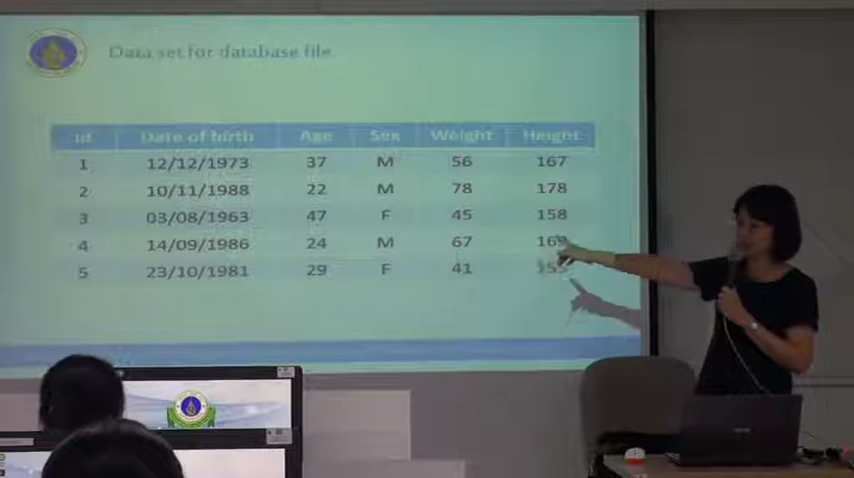 Data set for database file
Id Date of birth Age Sex Weight Height
1 12/12/1973 37 M 56 167
2 10/11/1988 22 M 78 178
3 03/08/1963 47 F 45 158
4 14/09/1986 24 M 67 169
5 23/10/1981 29 F 41 155